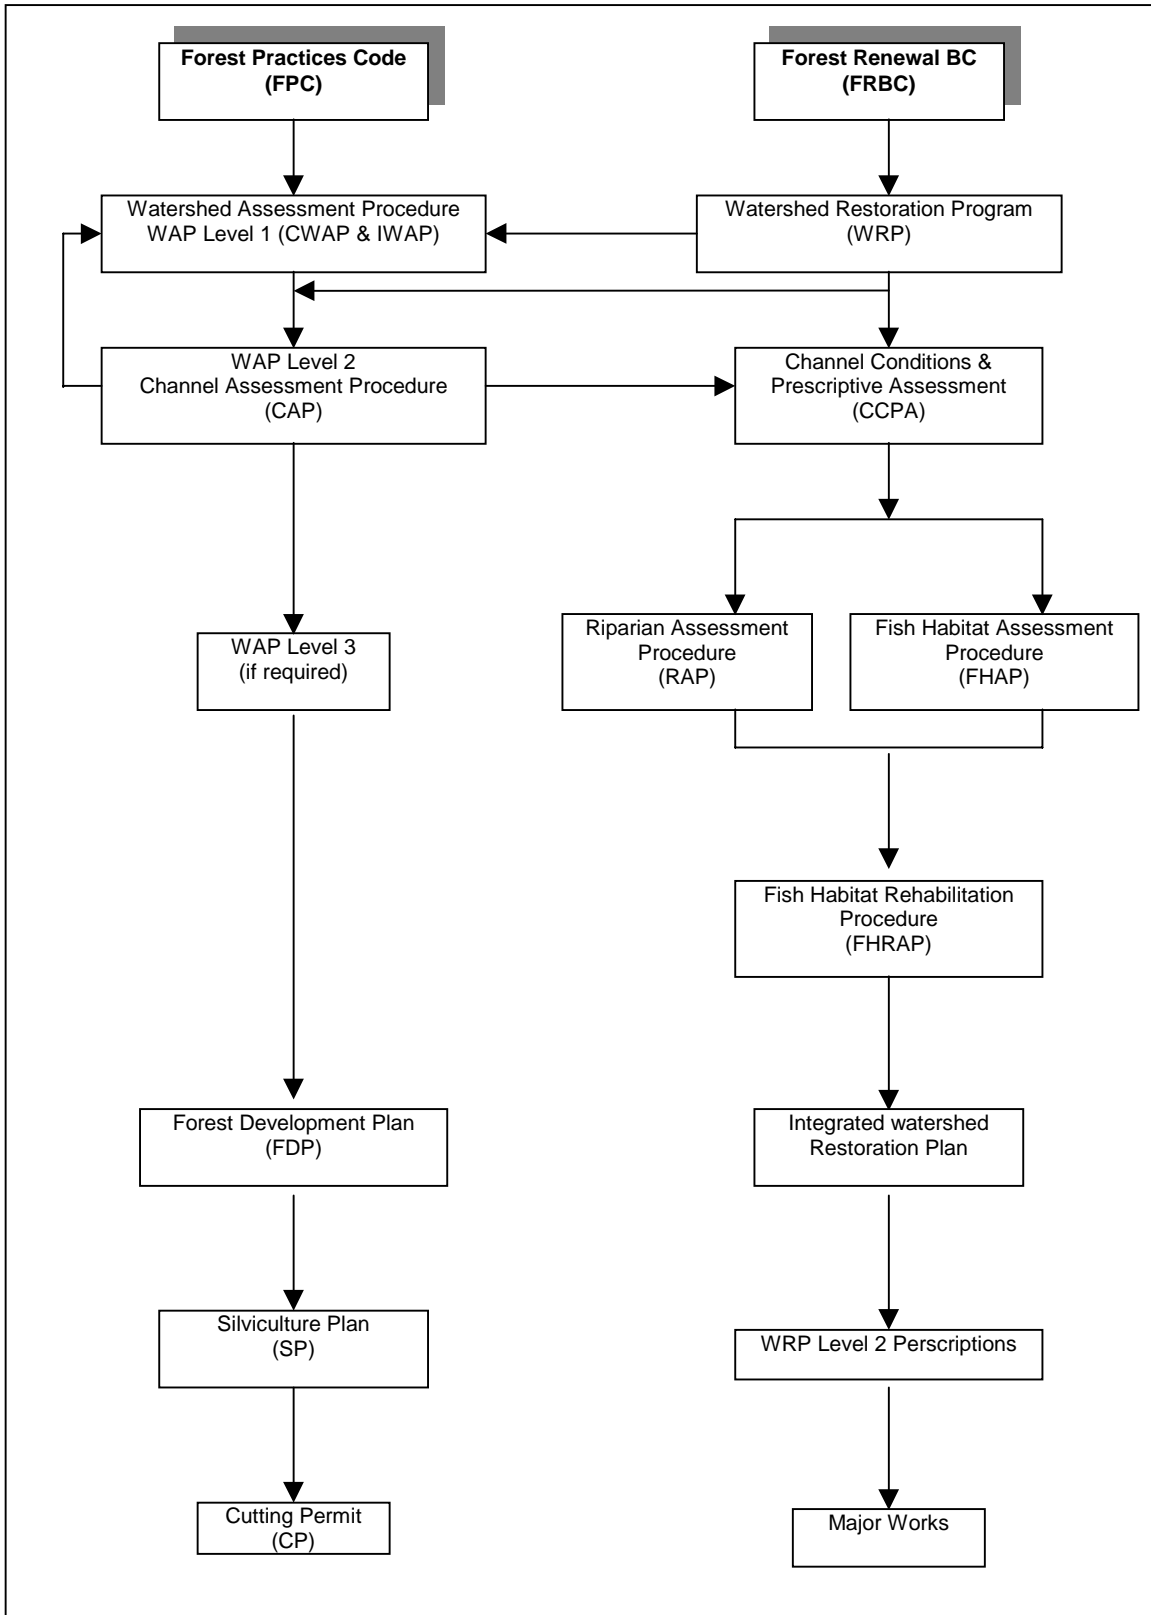 Forest Practices Code
(FPC)
Forest Renewal BC
(FRBC)
Watershed Assessment Procedure
WAP Level 1 (CWAP & IWAP)
Watershed Restoration Program
(WRP)
WAP Level 2
Channel Assessment Procedure
(CAP)
Channel Conditions &
Prescriptive Assessment
(CCPA)
WAP Level 3
(if required)
Riparian Assessment
Procedure
(RAP)
Fish Habitat Assessment
Procedure
(FHAP)
Fish Habitat Rehabilitation
Procedure
(FHRAP)
Forest Development Plan
(FDP)
Integrated watershed
Restoration Plan
Silviculture Plan
(SP)
WRP Level 2 Perscriptions
Cutting Permit
(CP)
Major Works